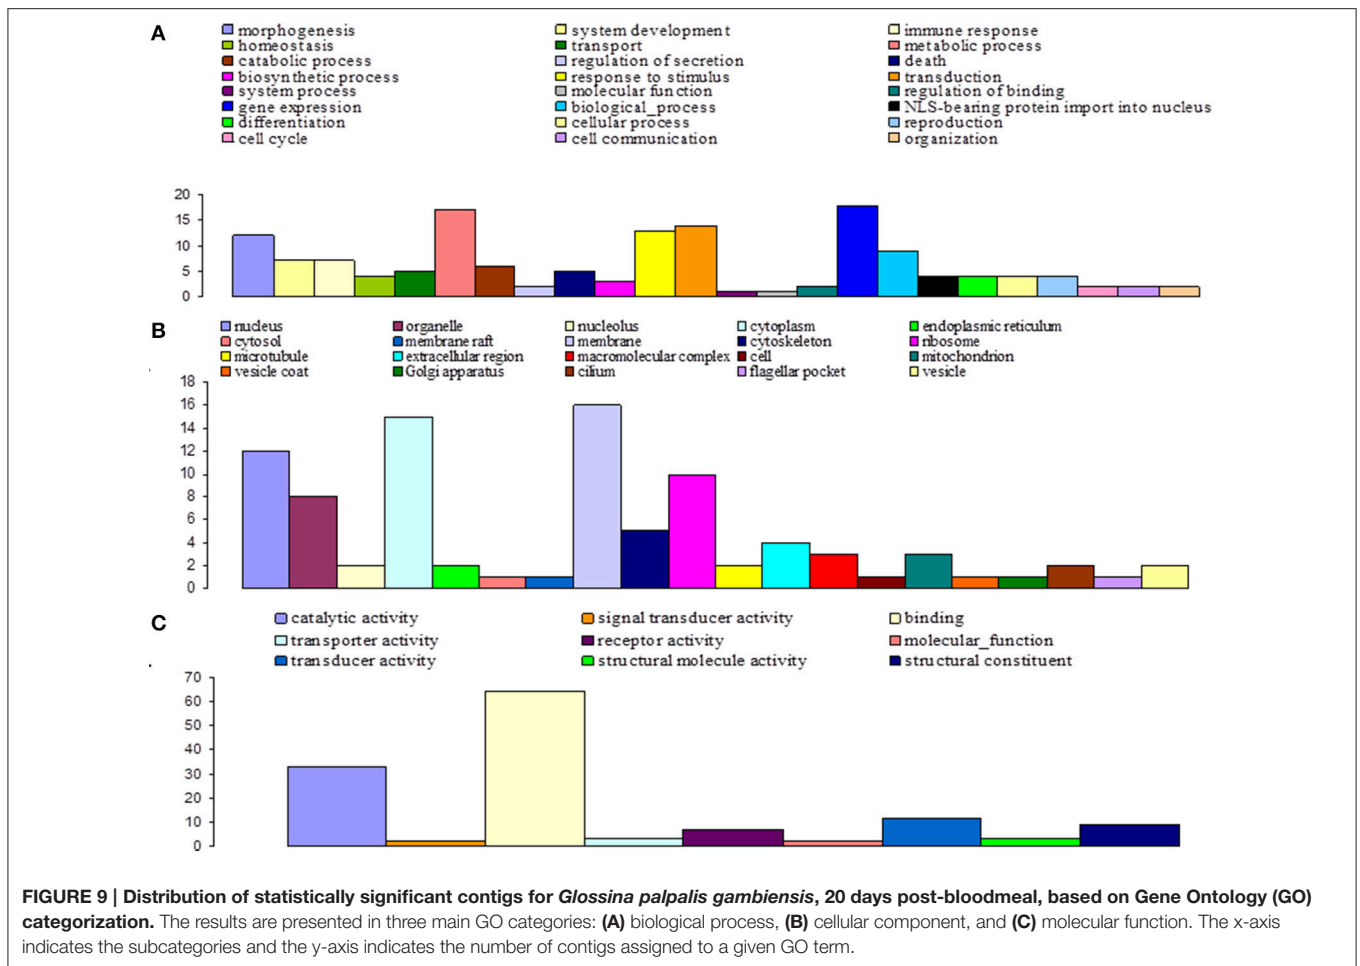 A
morphogenesis system development immune response
homeostasis transport metabolic process
catabolic process regulation of secretion death
biosynthetic process response to stimulus transduction
system process molecular function regulation of binding
gene expression biological_process NLS-bearing protein import into nucleus
differentiation cellular process reproduction
cell cycle cell communication organization
20
15
10
5
0
B
nucleus organelle nucleolus cytoplasm endoplasmic reticulum
cytosol membrane raft membrane cytoskeleton ribosome
microtubule extracellular region macromolecular complex cell mitochondrion
vesicle coat Golgi apparatus cilium flagellar pocket vesicle
18
16
14
12
10
8
6
4
2
0
C
catalytic activity signal transducer activity binding
transporter activity receptor activity molecular_function
transducer activity structural molecule activity structural constituent
70
60
50
40
30
20
10
0
FIGURE 9 | Distribution of statistically significant contigs for Glossina palpalis gambiensis, 20 days post-bloodmeal, based on Gene Ontology (GO)
categorization. The results are presented in three main GO categories: (A) biological process, (B) cellular component, and (C) molecular function. The x-axis
indicates the subcategories and the y-axis indicates the number of contigs assigned to a given GO term.